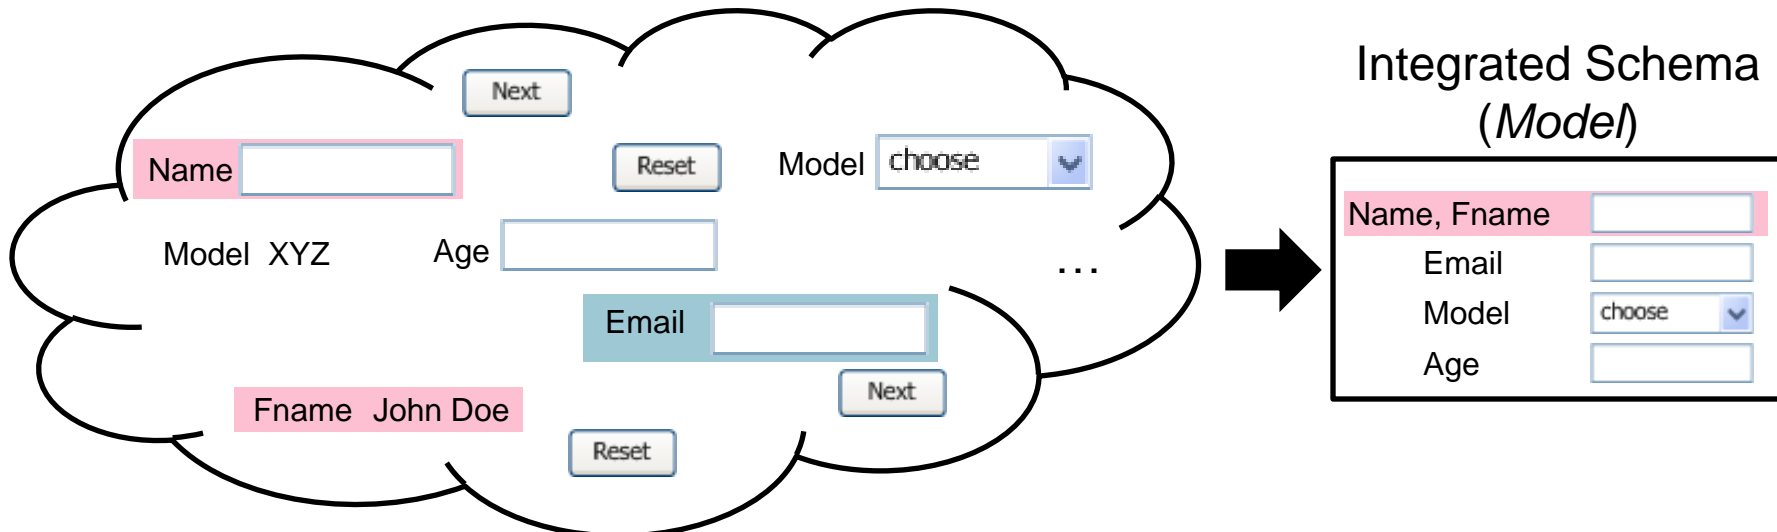 Next
Name
Reset
Model choose
Model XYZ
Age
...
Email
Next
Fname John Doe
Reset
Integrated Schema
(Model)
Name, Fname
Email
Model choose
Age